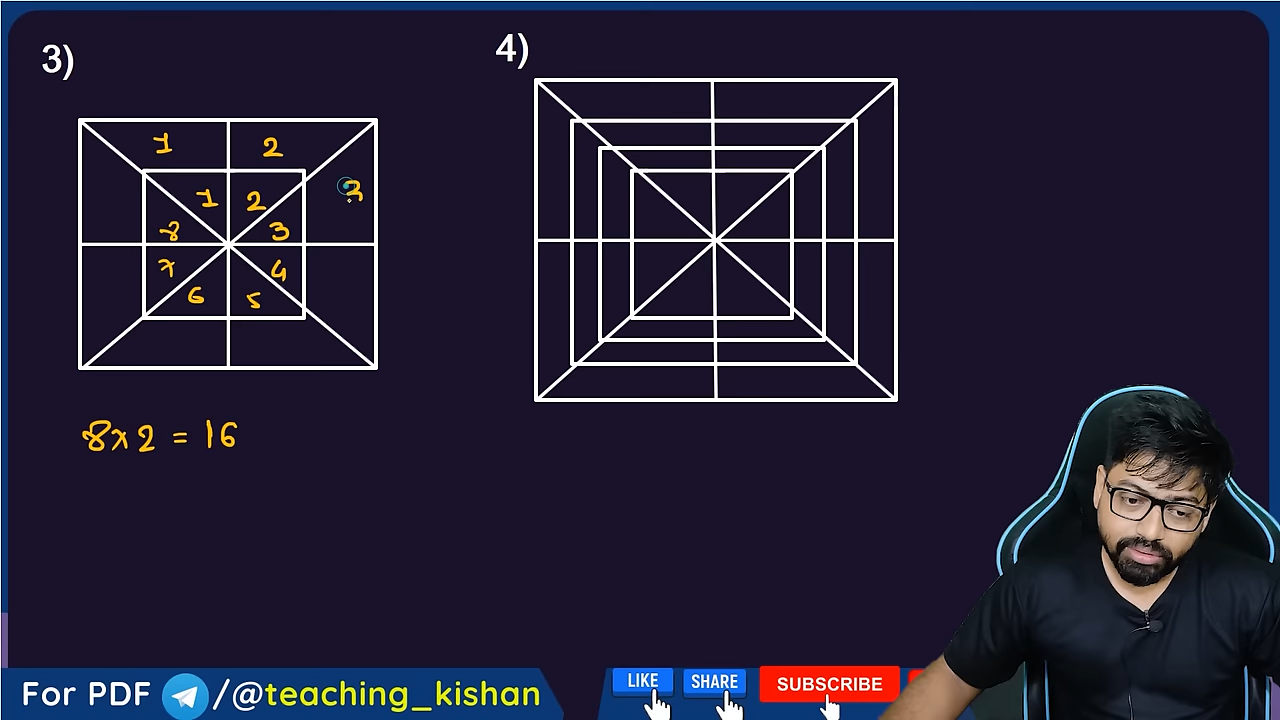 3)
4)
1 2
3
1 2
8 3
7 4
6 5
8x2 = 16
For PDF /@teaching_kishan
LIKE SHARE SUBSCRIBE